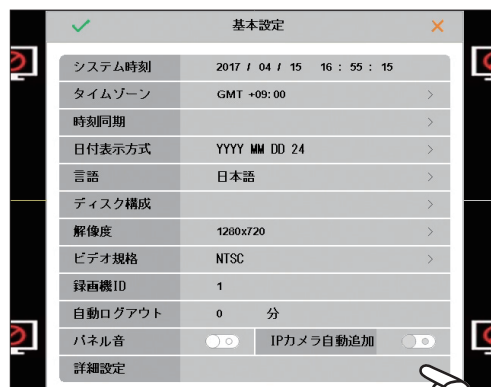 基本設定
システム時刻 2017 / 04 / 15 16 : 55 : 15
タイムゾーン GMT +09:00
時刻同期
日付表示方式 YYYY MM DD 24
言語 日本語
ディスク構成
解像度 1280x720
ビデオ規格 NTSC
録画機ID 1
自動ログアウト 0 分
パネル音 IPカメラ自動追加
詳細設定